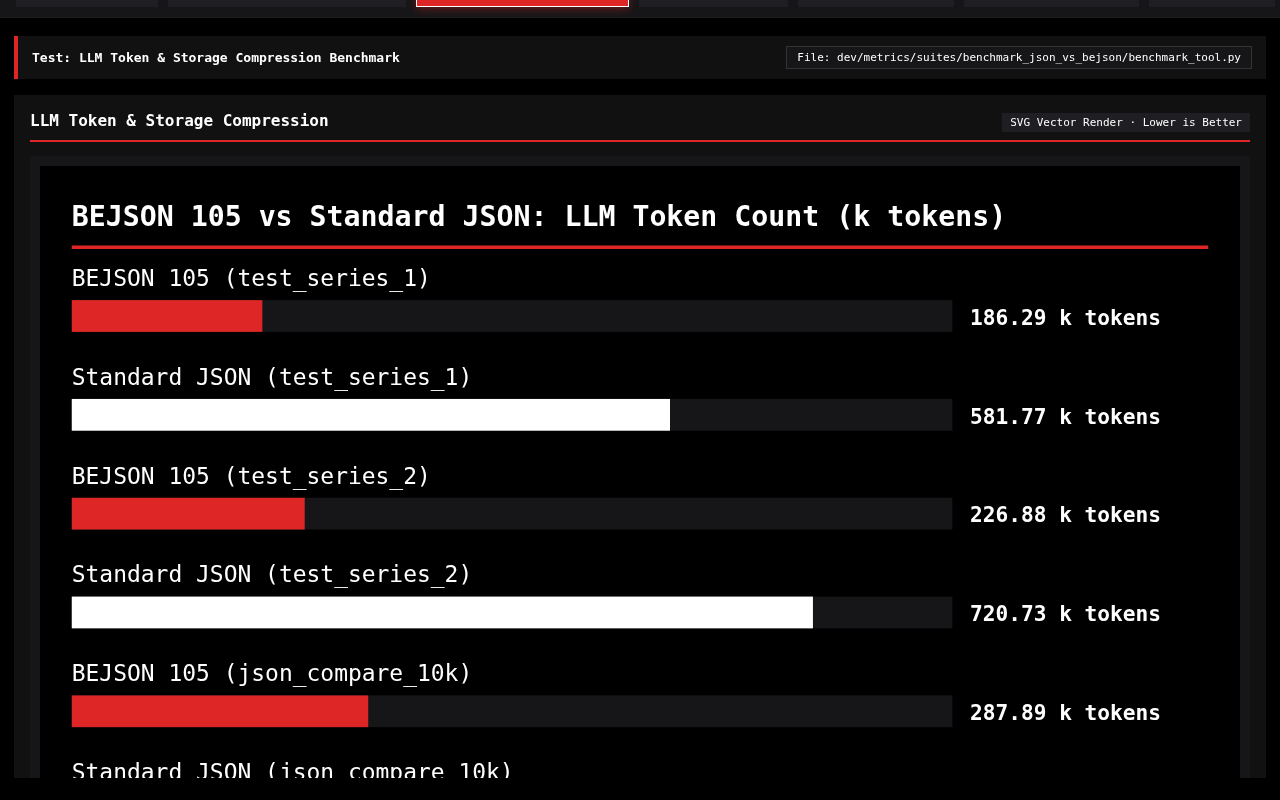 Test: LLM Token & Storage Compression Benchmark
File: dev/metrics/suites/benchmark_json_vs_bejson/benchmark_tool.py
LLM Token & Storage Compression
SVG Vector Render · Lower is Better
BEJSON 105 vs Standard JSON: LLM Token Count (k tokens)
BEJSON 105 (test_series_1)
186.29 k tokens
Standard JSON (test_series_1)
581.77 k tokens
BEJSON 105 (test_series_2)
226.88 k tokens
Standard JSON (test_series_2)
720.73 k tokens
BEJSON 105 (json_compare_10k)
287.89 k tokens
Standard JSON (json_compare_10k)